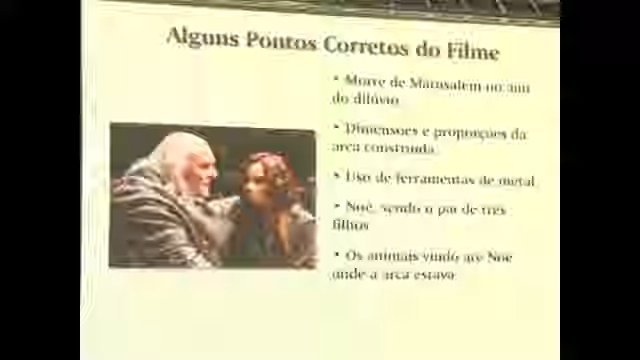 Alguns Pontos Corretos do Filme
• Morte de Matusalém no ano
do dilúvio
• Dimensões e proporções da
arca construída
• Uso de ferramentas de metal
• Noé, sendo o pai de três
filhos
• Os animais vindo até Noé
onde a arca estava